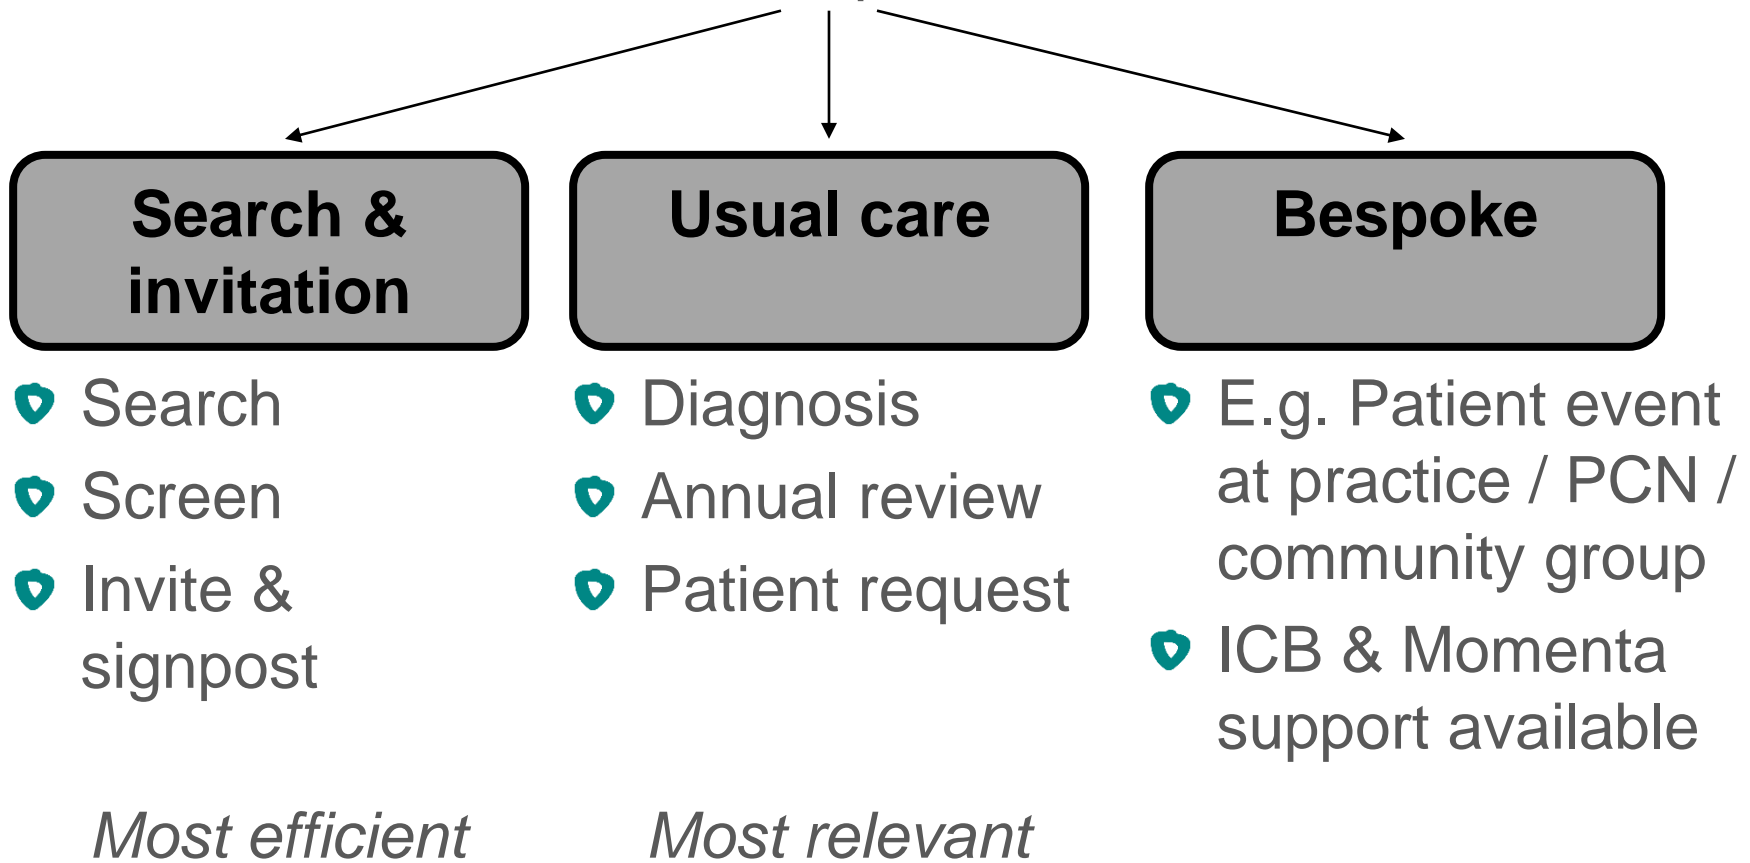 Search &
invitation
Usual care
Bespoke
Search
Screen
Invite &
signpost
Diagnosis
Annual review
Patient request
E.g. Patient event
at practice / PCN /
community group
ICB & Momenta
support available
Most efficient
Most relevant